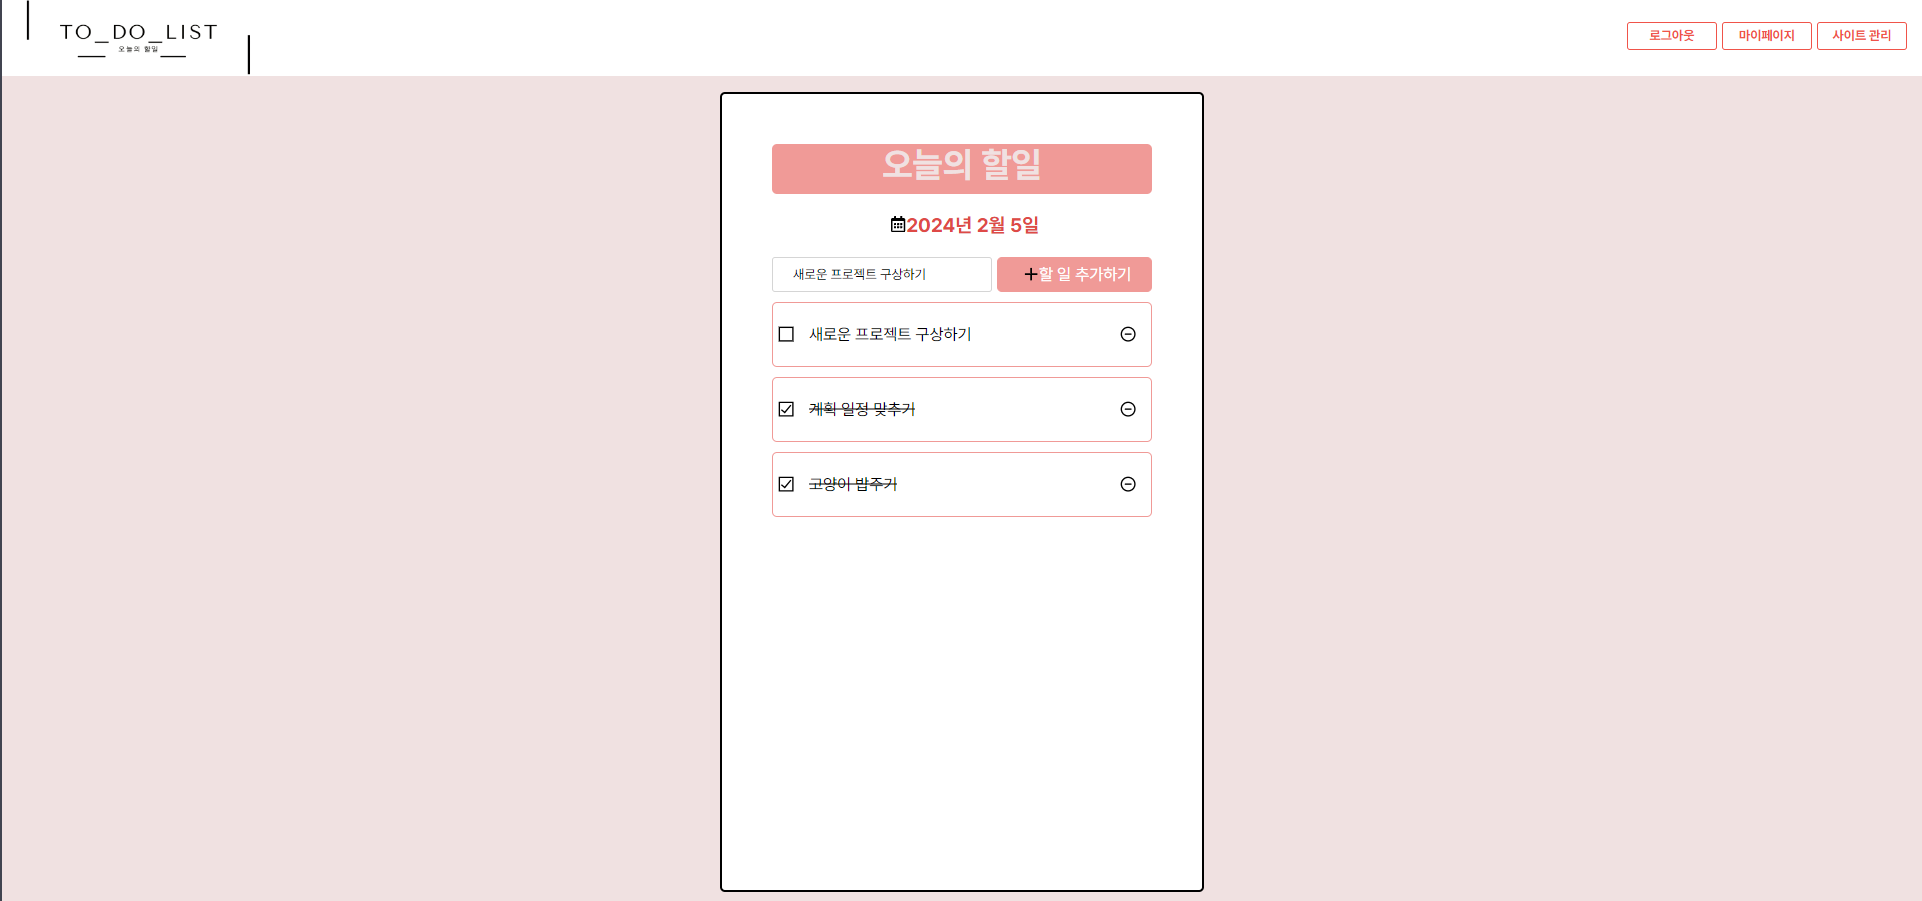 TO_DO_LIST
오늘의 할일
로그아웃
마이페이지
사이트 관리
오늘의 할일
2024년 2월 5일
새로운 프로젝트 구상하기
할 일 추가하기
새로운 프로젝트 구상하기
계획 일정 맞추기
고양이 밥주기